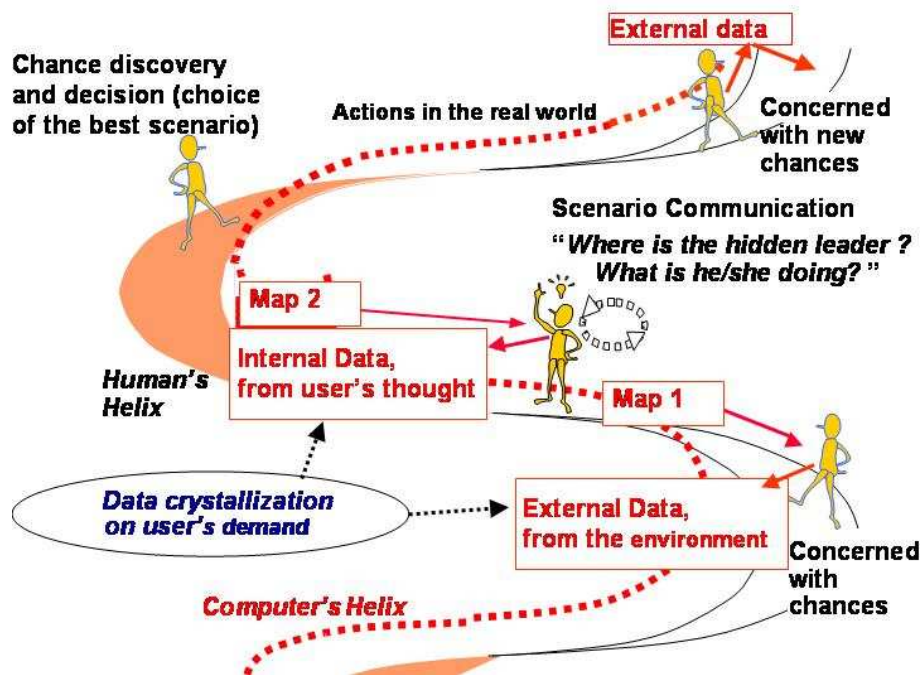 External data
Chance discovery
and decision (choice
of the best scenario)
Actions in the real world
Concerned
with new
chances
Scenario Communication
“Where is the hidden leader ?
What is he/she doing? ”
Map 2
Internal Data,
from user's thought
Human's
Helix
Map 1
Data crystallization
on user's demand
External Data,
from the environment
Concerned
with
chances
Computer's Helix